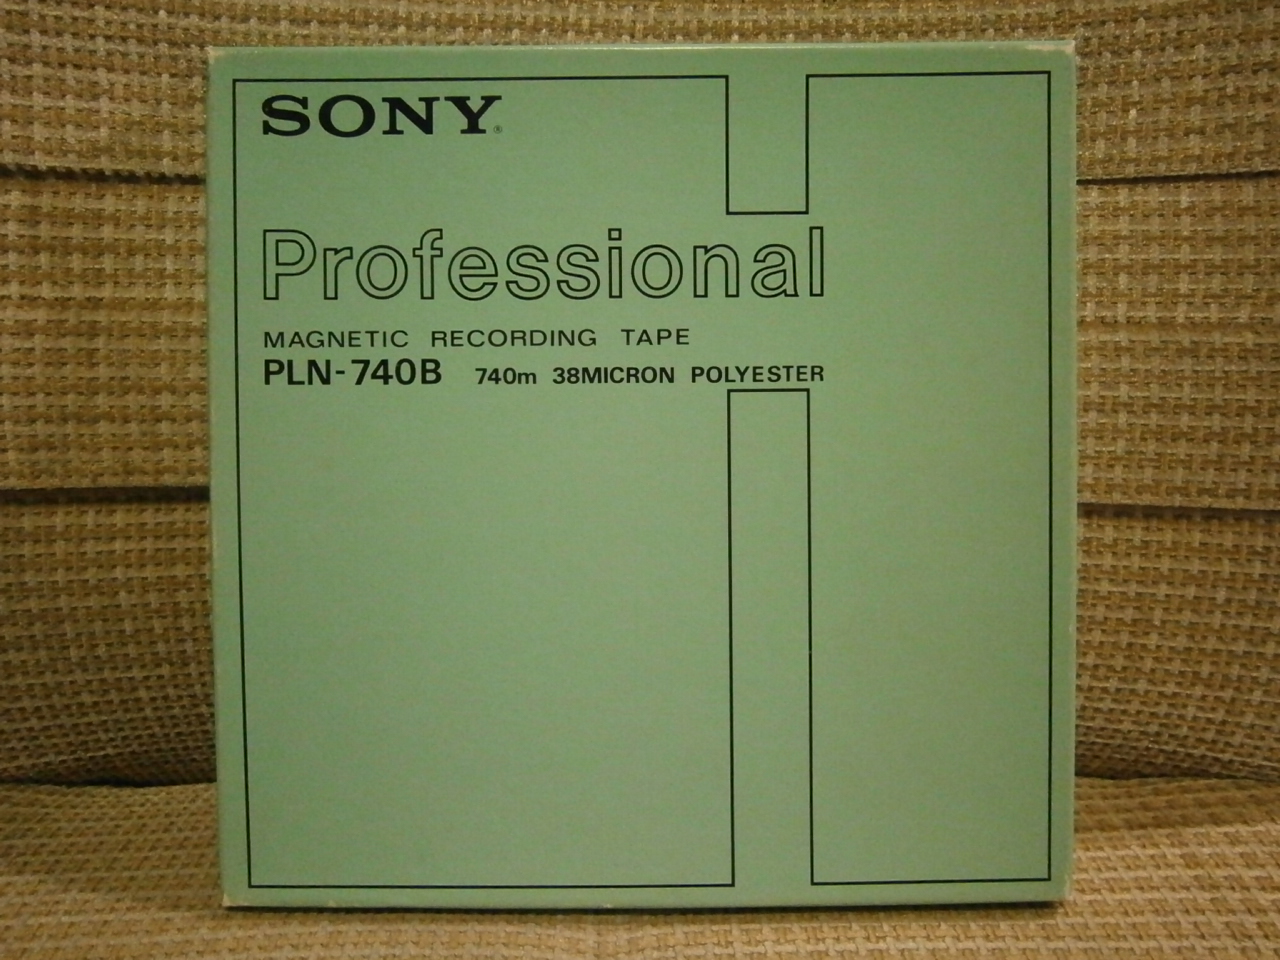 SONY®
Professional
MAGNETIC RECORDING TAPE
PLN-740B 740m 38MICRON POLYESTER